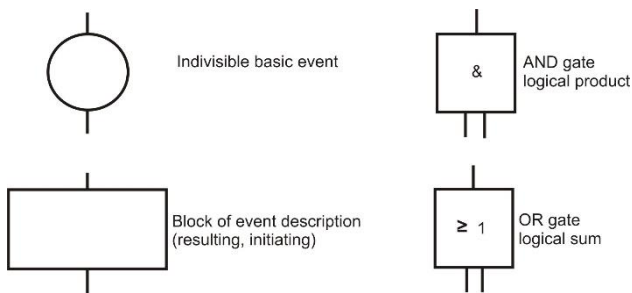 Indivisible basic event
&
AND gate
logical product
Block of event description
(resulting, initiating)
≥ 1
OR gate
logical sum